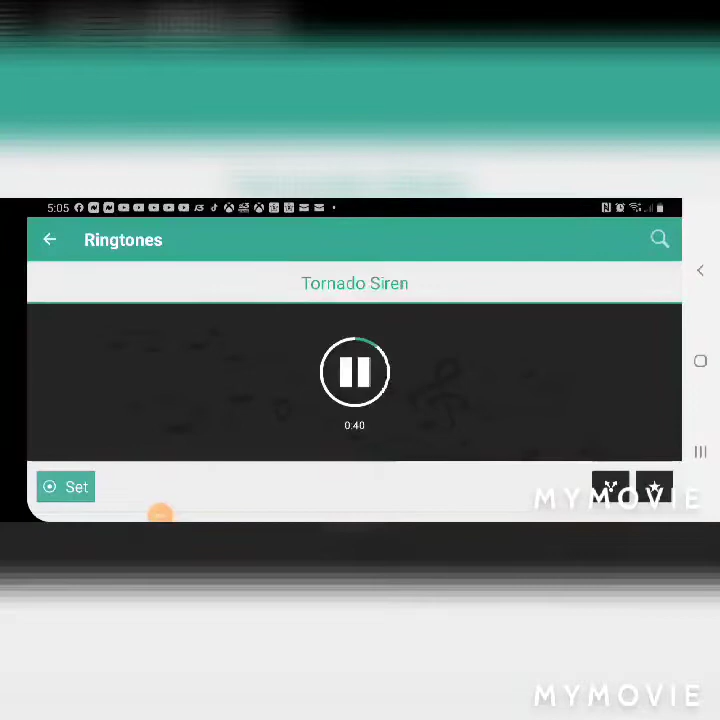 5:05
Ringtones
Tornado Siren
0:40
Set
MYMOVIE
MYMOVIE